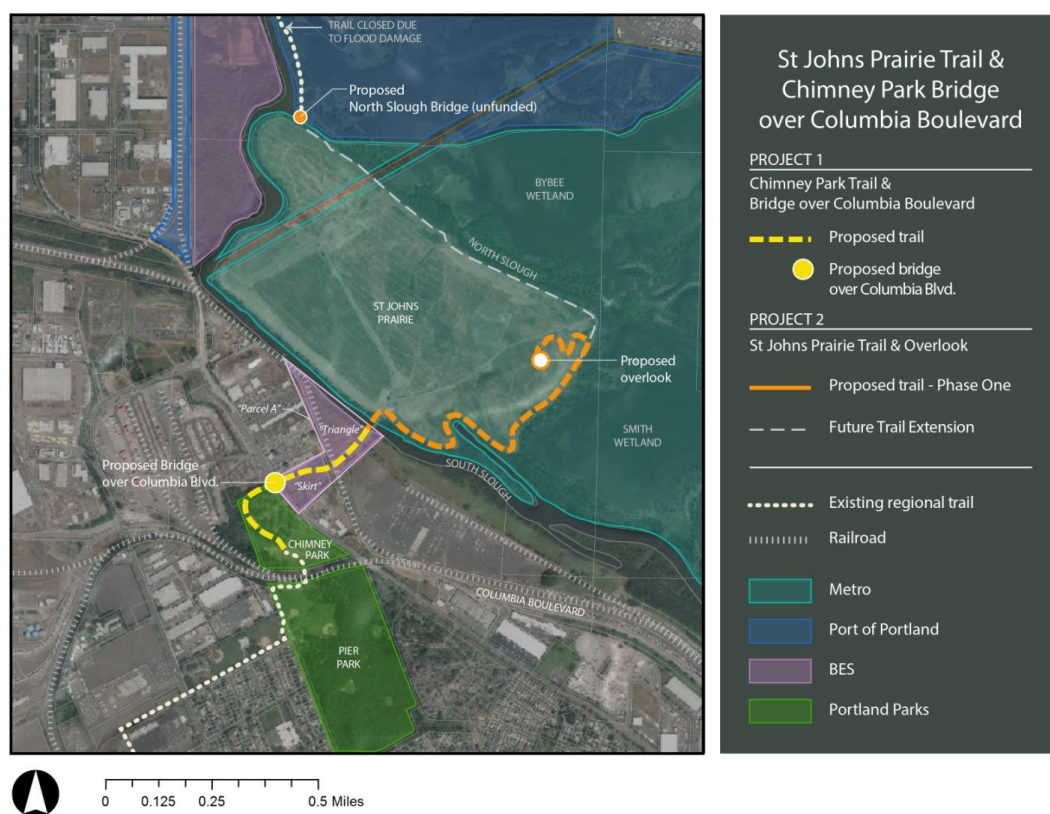 TRAIL CLOSED DUE
TO FLOOD DAMAGE
Proposed
North Slough Bridge (unfunded)
BYBEE
WETLAND
NORTH SLOUGH
ST JOHNS
PRAIRIE
Proposed
overlook
"Parcel A"
"Triangle"
SMITH
WETLAND
Proposed Bridge
over Columbia Blvd.
"Skirt"
SOUTH SLOUGH
CHIMNEY
PARK
COLUMBIA BOULEVARD
PIER
PARK
0 0.125 0.25 0.5 Miles
St Johns Prairie Trail &
Chimney Park Bridge
over Columbia Boulevard
PROJECT 1
Chimney Park Trail &
Bridge over Columbia Boulevard
Proposed trail
Proposed bridge
over Columbia Blvd.
PROJECT 2
St Johns Prairie Trail & Overlook
Proposed trail - Phase One
Future Trail Extension
Existing regional trail
Railroad
Metro
Port of Portland
BES
Portland Parks